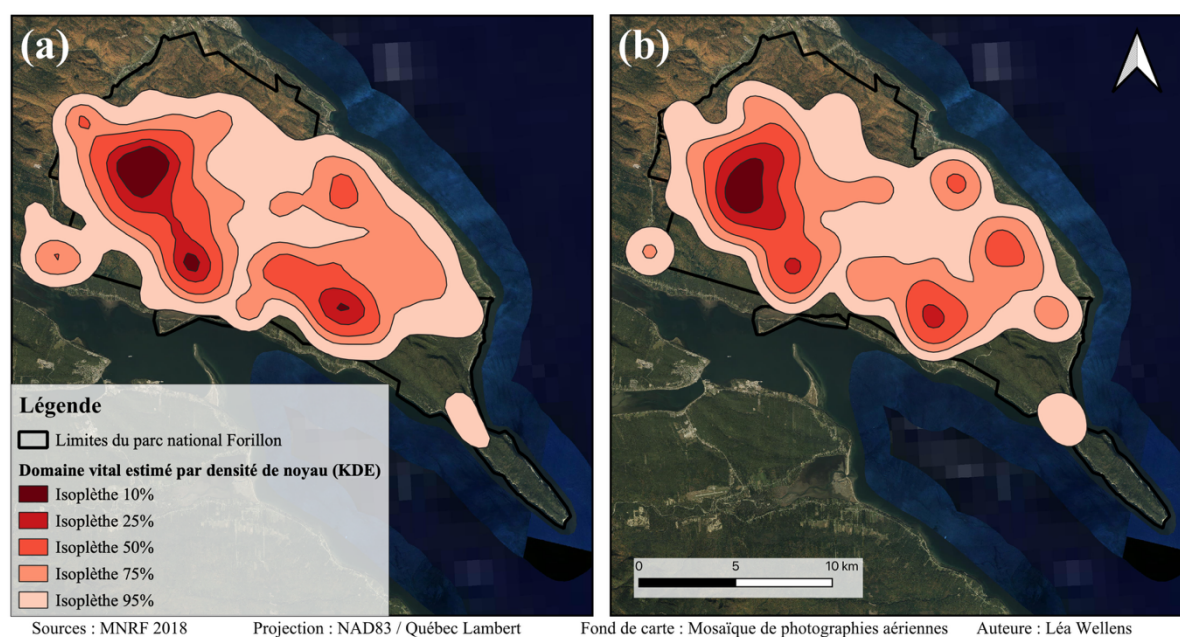 (a)
(b)
Légende
Limites du parc national Forillon
Domaine vital estimé par densité de noyau (KDE)
Isoplèthe 10%
Isoplèthe 25%
Isoplèthe 50%
Isoplèthe 75%
Isoplèthe 95%
0 5 10 km
Sources : MNRF 2018 Projection : NAD83 / Québec Lambert Fond de carte : Mosaïque de photographies aériennes Auteure : Léa Wellens